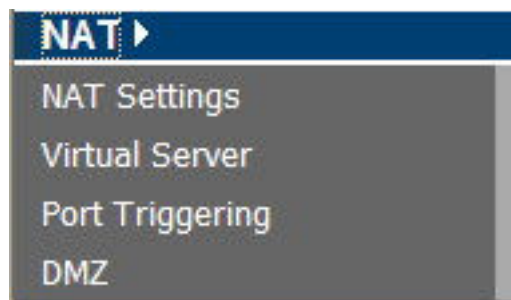 NAT
NAT Settings
Virtual Server
Port Triggering
DMZ